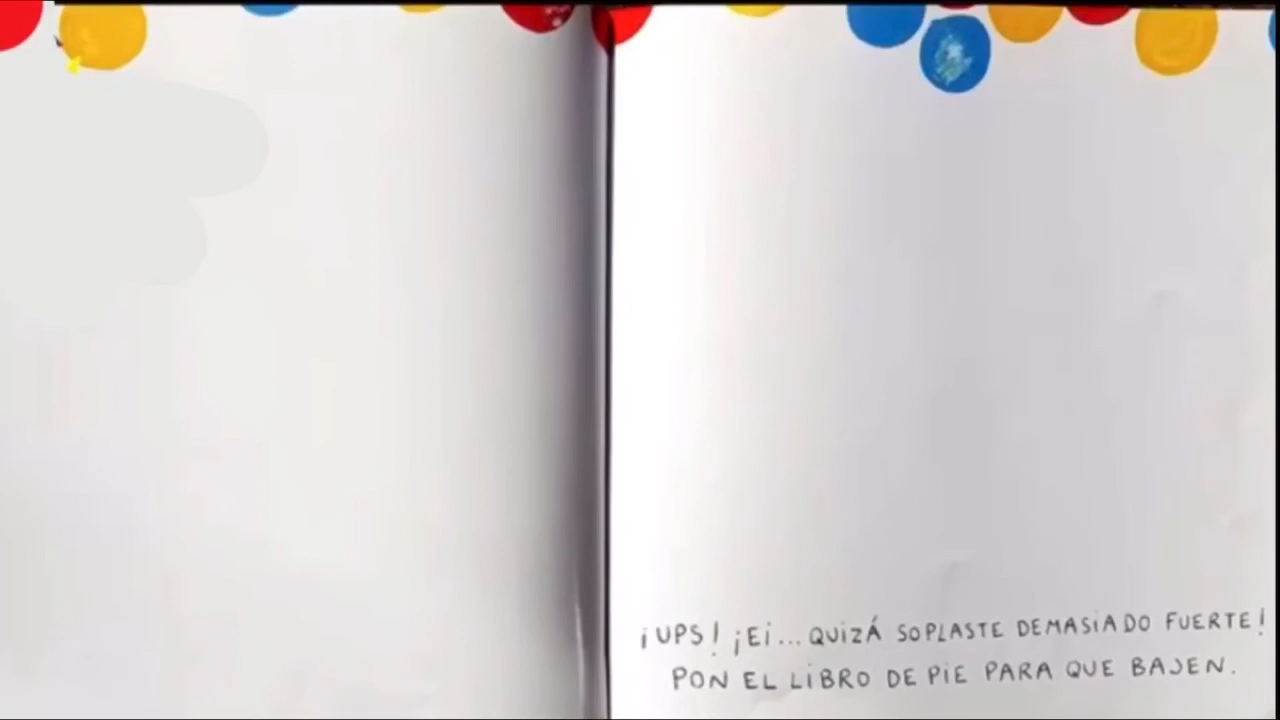 ¡UPS! ¡Ei... QUIZÁ SOPLASTE DEMASIADO FUERTE!
PON EL LIBRO DE PIE PARA QUE BAJEN.